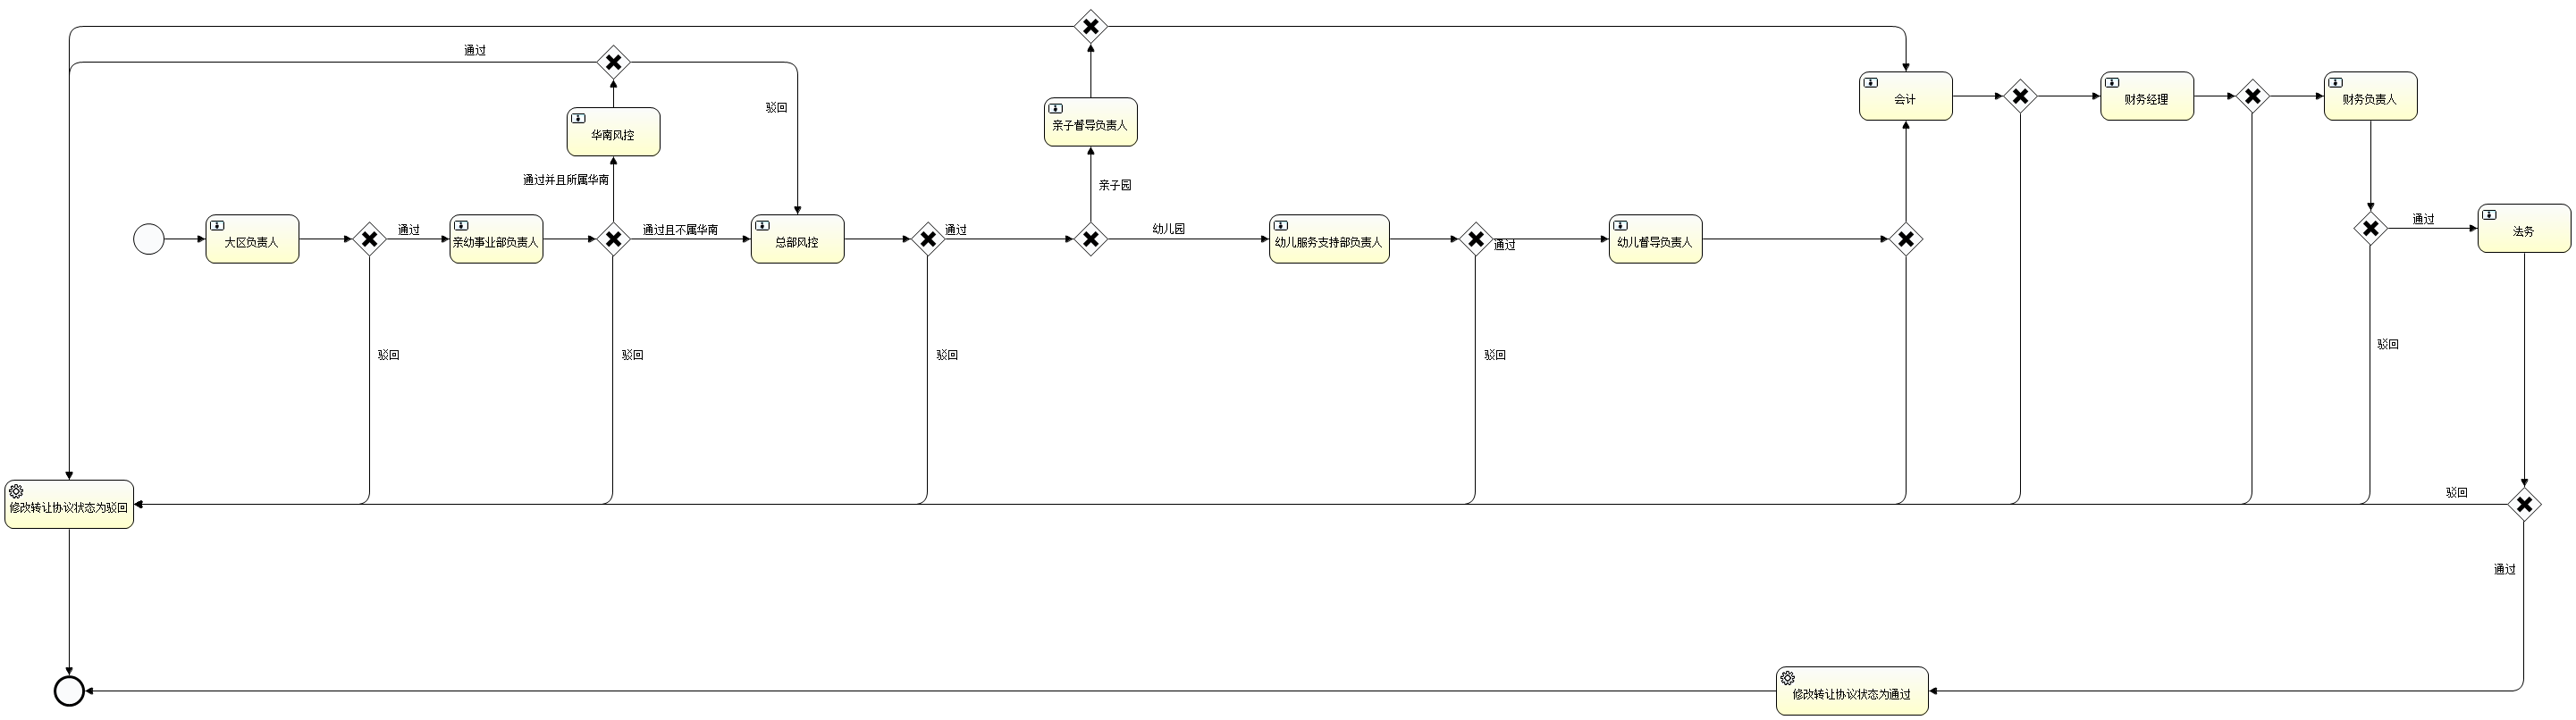 通过
驳回
华南风控
亲子督导负责人
会计
财务经理
财务负责人
通过并且所属华南
亲子园
大区负责人
通过
亲幼事业部负责人
通过且不属华南
总部风控
通过
幼儿园
幼儿服务支持部负责人
通过
幼儿督导负责人
通过
法务
驳回
驳回
驳回
驳回
驳回
驳回
修改转让协议状态为驳回
通过
修改转让协议状态为通过